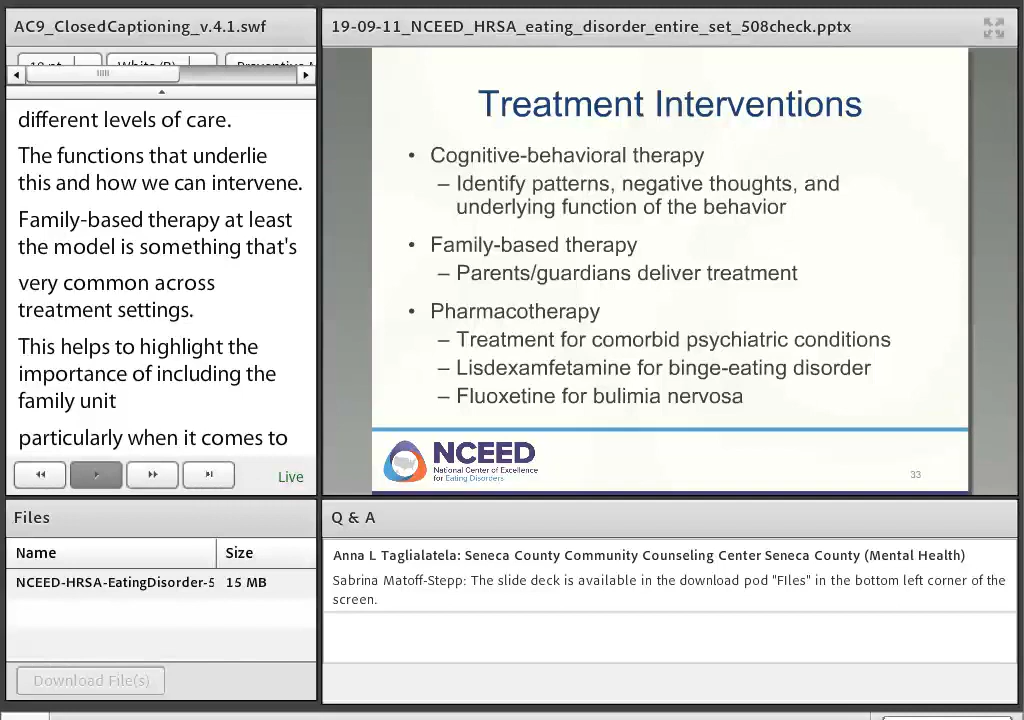 AC9_ClosedCaptioning_v.4.1.swf
different levels of care.
The functions that underlie
this and how we can intervene.
Family-based therapy at least
the model is something that's
very common across
treatment settings.
This helps to highlight the
importance of including the
family unit
particularly when it comes to
Live
19-09-11_NCEED_HRSA_eating_disorder_entire_set_508check.pptx
Treatment Interventions
• Cognitive-behavioral therapy
– Identify patterns, negative thoughts, and
underlying function of the behavior
• Family-based therapy
– Parents/guardians deliver treatment
• Pharmacotherapy
– Treatment for comorbid psychiatric conditions
– Lisdexamfetamine for binge-eating disorder
– Fluoxetine for bulimia nervosa
NCEED
National Center of Excellence
for Eating Disorders
33
Files
Name Size
NCEED-HRSA-EatingDisorder-5 15 MB
Download File(s)
Q & A
Anna L Taglialatela: Seneca County Community Counseling Center Seneca County (Mental Health)
Sabrina Matoff-Stepp: The slide deck is available in the download pod "FIles" in the bottom left corner of the
screen.